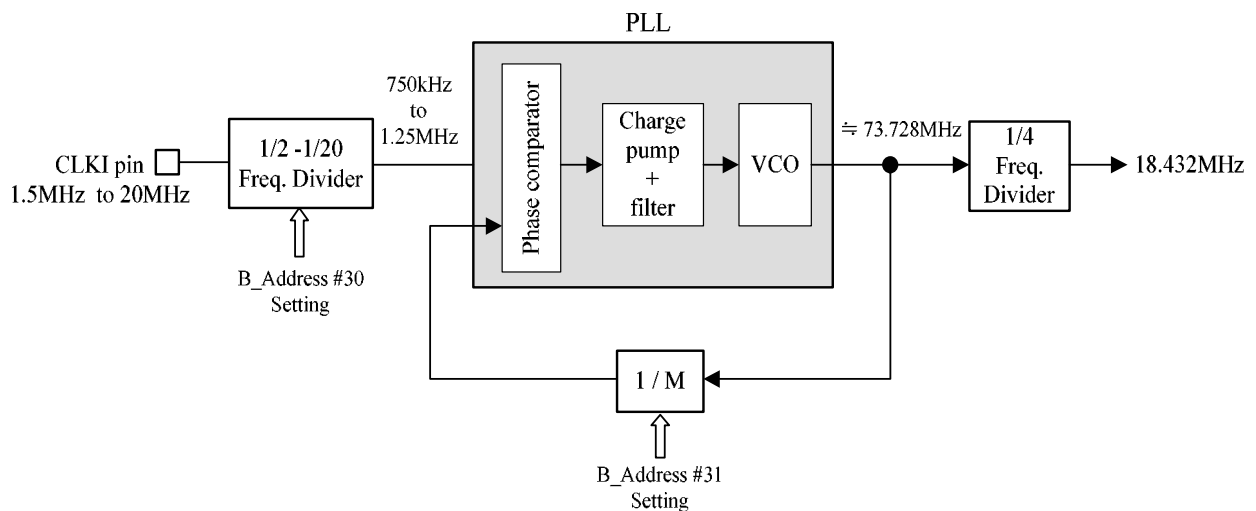 PLL
750kHz
to
1.25MHz
CLKI pin
1.5MHz to 20MHz
1/2 -1/20
Freq. Divider
B_Address #30
Setting
Phase comparator
Charge
pump
+
filter
VCO
≒ 73.728MHz
1/4
Freq.
Divider
18.432MHz
1 / M
B_Address #31
Setting